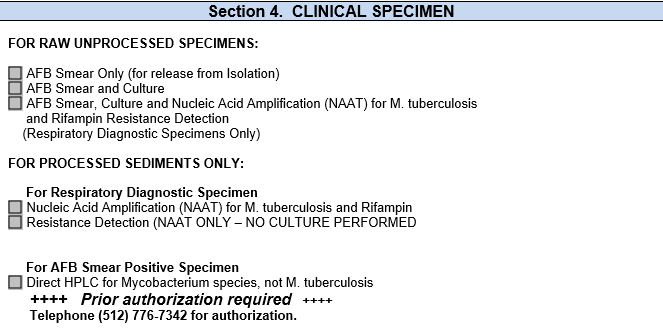 Section 4. CLINICAL SPECIMEN
FOR RAW UNPROCESSED SPECIMENS:
AFB Smear Only (for release from Isolation)
AFB Smear and Culture
AFB Smear, Culture and Nucleic Acid Amplification (NAAT) for M. tuberculosis
and Rifampin Resistance Detection
(Respiratory Diagnostic Specimens Only)
FOR PROCESSED SEDIMENTS ONLY:
For Respiratory Diagnostic Specimen
Nucleic Acid Amplification (NAAT) for M. tuberculosis and Rifampin
Resistance Detection (NAAT ONLY – NO CULTURE PERFORMED
For AFB Smear Positive Specimen
Direct HPLC for Mycobacterium species, not M. tuberculosis
++++ Prior authorization required ++++
Telephone (512) 776-7342 for authorization.